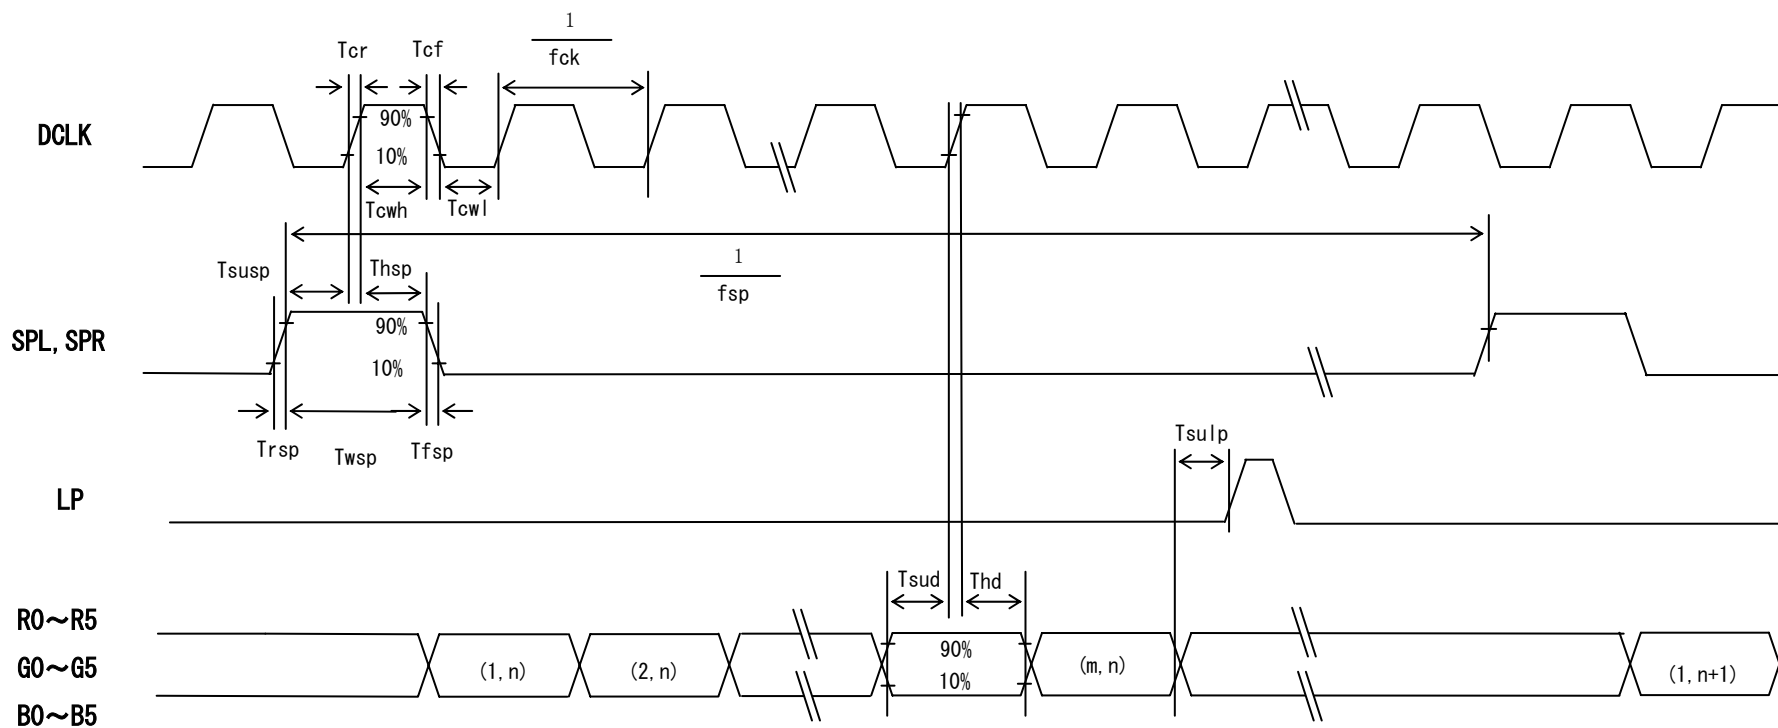 1
Tcr
Tcf
fck
90%
DCLK
10%
Tcwh
Tcwl
1
Tsusp
Thsp
fsp
90%
SPL, SPR
10%
Trsp
Twsp
Tfsp
Tsulp
LP
Tsud
Thd
R0～R5
90%
G0～G5
(1, n)
(2, n)
(m, n)
(1, n+1)
10%
B0～B5